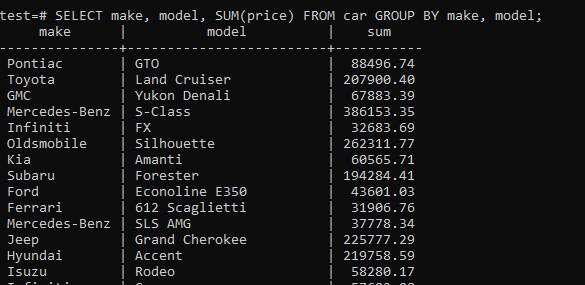 test=# SELECT make, model, SUM(price) FROM car GROUP BY make, model;
make | model | sum
---------------+--------------------------+-----------
Pontiac | GTO | 88496.74
Toyota | Land Cruiser | 207900.40
GMC | Yukon Denali | 67883.39
Mercedes-Benz | S-Class | 386153.35
Infiniti | FX | 32683.69
Oldsmobile | Silhouette | 262311.77
Kia | Amanti | 60565.71
Subaru | Forester | 194284.41
Ford | Econoline E350 | 43601.03
Ferrari | 612 Scaglietti | 31906.76
Mercedes-Benz | SLS AMG | 37778.34
Jeep | Grand Cherokee | 225777.29
Hyundai | Accent | 219758.59
Isuzu | Rodeo | 58280.17